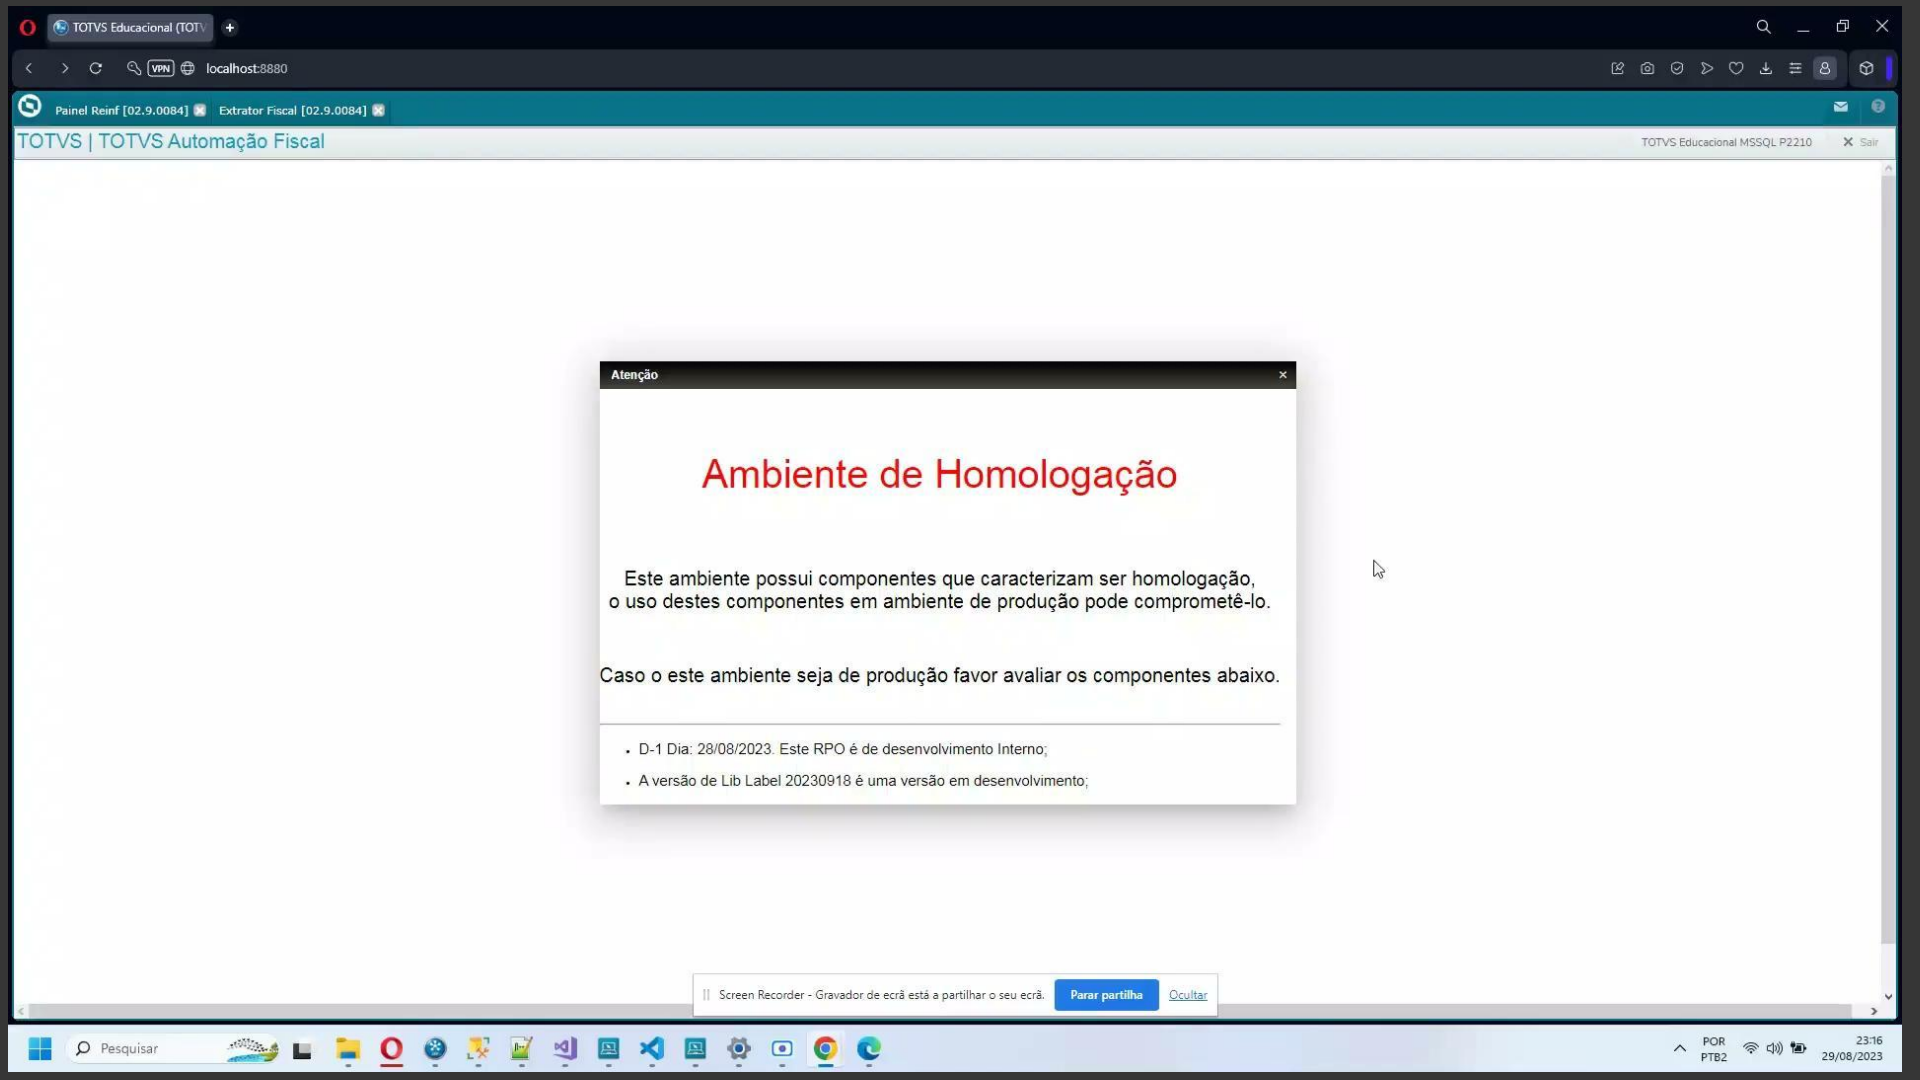 TOTVS Educacional (TOTV
VPN
localhost:8880
Painel Reinf [02.9.0084]
Extrator Fiscal [02.9.0084]
TOTVS | TOTVS Automação Fiscal
TOTVS Educacional MSSQL P2210
Sair
Atenção
Ambiente de Homologação
Este ambiente possui componentes que caracterizam ser homologação,
o uso destes componentes em ambiente de produção pode comprometê-lo.
Caso o este ambiente seja de produção favor avaliar os componentes abaixo.
• D-1 Dia: 28/08/2023. Este RPO é de desenvolvimento Interno;
• A versão de Lib Label 20230918 é uma versão em desenvolvimento;
Screen Recorder - Gravador de ecrã está a partilhar o seu ecrã.
Parar partilha
Ocultar
Pesquisar
POR
PTB2
23:16
29/08/2023